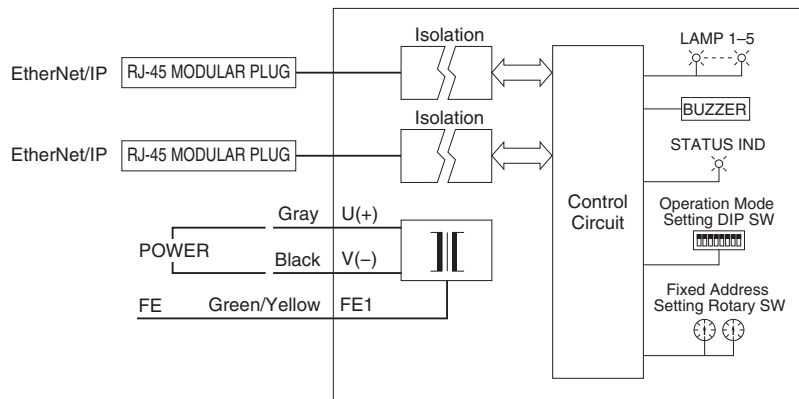 Isolation
LAMP 1–5
EtherNet/IP RJ-45 MODULAR PLUG
BUZZER
Isolation
STATUS IND
EtherNet/IP RJ-45 MODULAR PLUG
Control
Circuit
Operation Mode
Setting DIP SW
Gray U(+)
POWER
Black V(−)
Fixed Address
Setting Rotary SW
FE Green/Yellow FE1